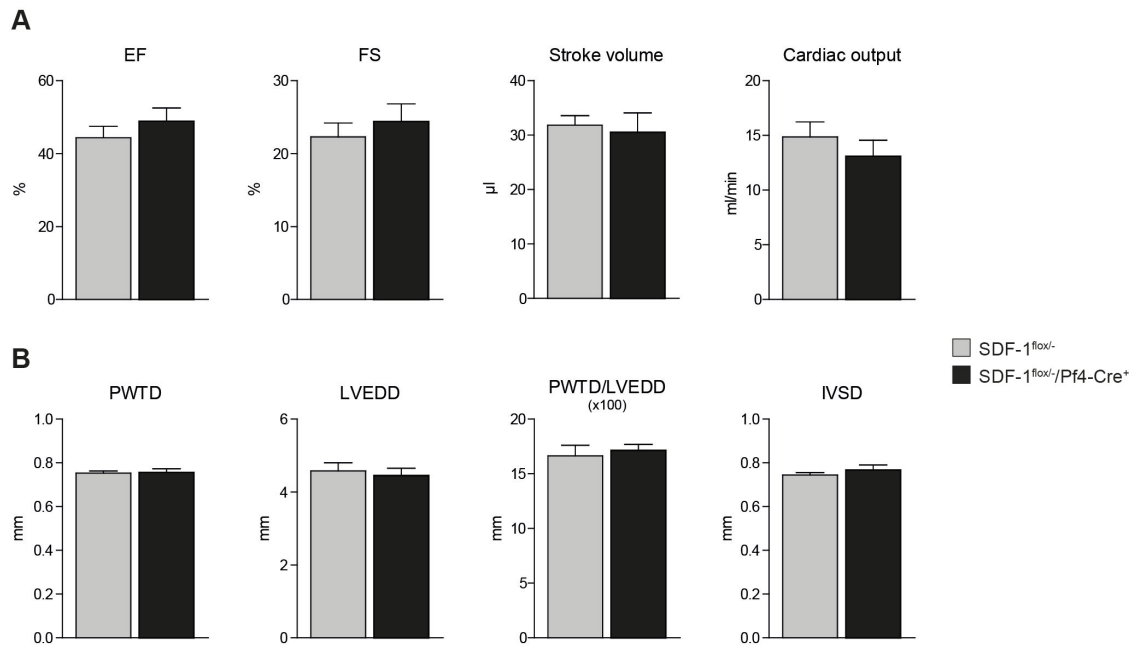 A
EF
60
40
20
0
%
FS
30
20
10
0
%
Stroke volume
40
30
20
10
0
µl
Cardiac output
20
15
10
5
0
ml/min
B
PWTD
1.0
0.8
0.6
0.4
0.2
0.0
mm
LVEDD
6
4
2
0
mm
PWTD/LVEDD
(x100)
20
15
10
5
0
mm
IVSD
1.0
0.8
0.6
0.4
0.2
0.0
mm
SDF-1flox/-
SDF-1flox/-/Pf4-Cre+